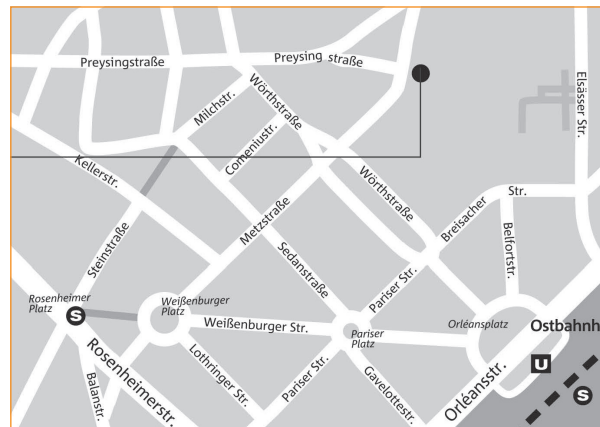 Preysingstraße
Preysing straße
Elsässer Str.
Milchstr.
Wörthstraße
Comeniusstr.
Kellerstr.
Wörthstraße
Str.
Breisacher
Metzstraße
Steinstraße
Sedanstraße
Belfortstr.
Pariser Str.
Rosenheimer
Platz
S
Weißenburger
Platz
Weißenburger Str.
Pariser
Platz
Orléansplatz
Ostbahnh
Rosenheimerstr.
Lothringer Str.
Pariser Str.
Gavelottestr.
Orléansstr.
U
S
Balanstr.